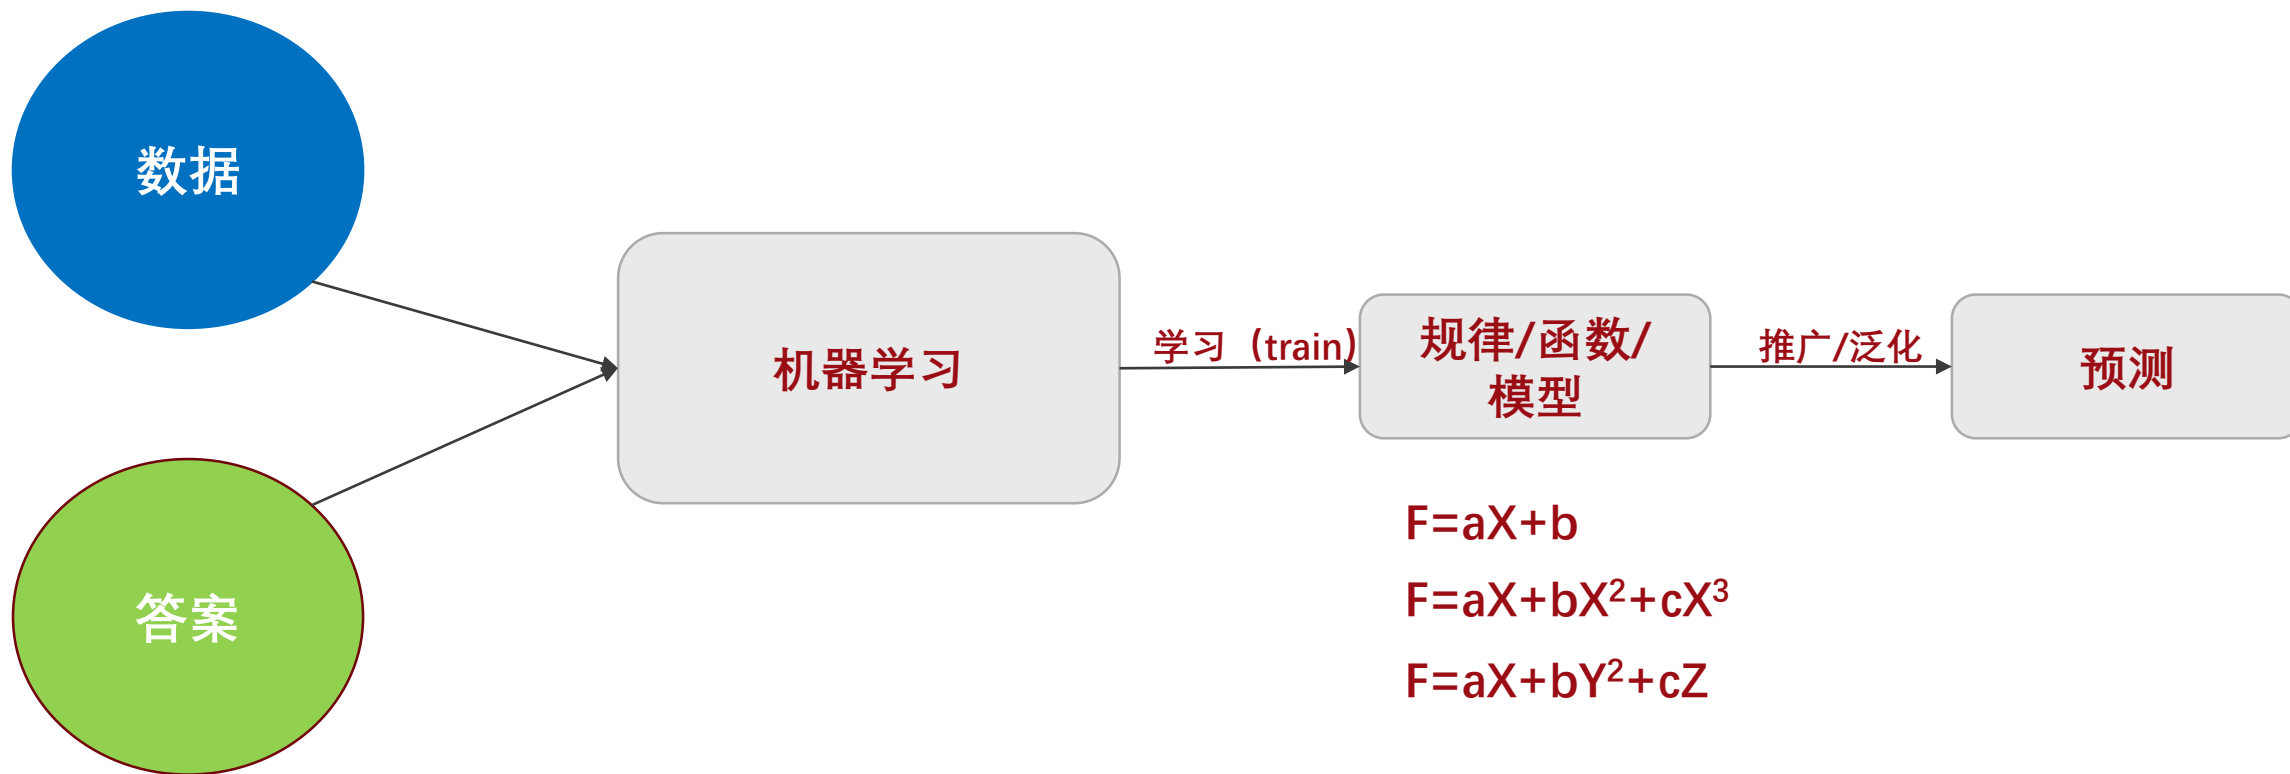 数据
答案
机器学习
学习（train)
规律/函数/
模型
推广/泛化
预测
F=aX+b
F=aX+bX²+cX³
F=aX+bY²+cZ